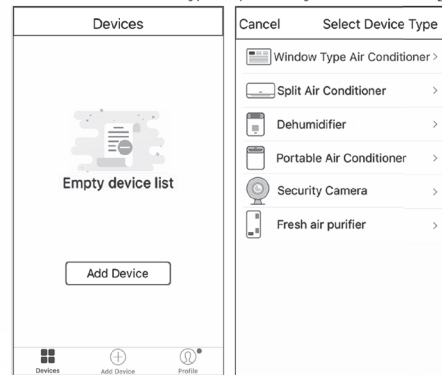 Devices
Empty device list
Add Device
Devices
Add Device
Profile
Cancel Select Device Type
Window Type Air Conditioner
Split Air Conditioner
Dehumidifier
Portable Air Conditioner
Security Camera
Fresh air purifier